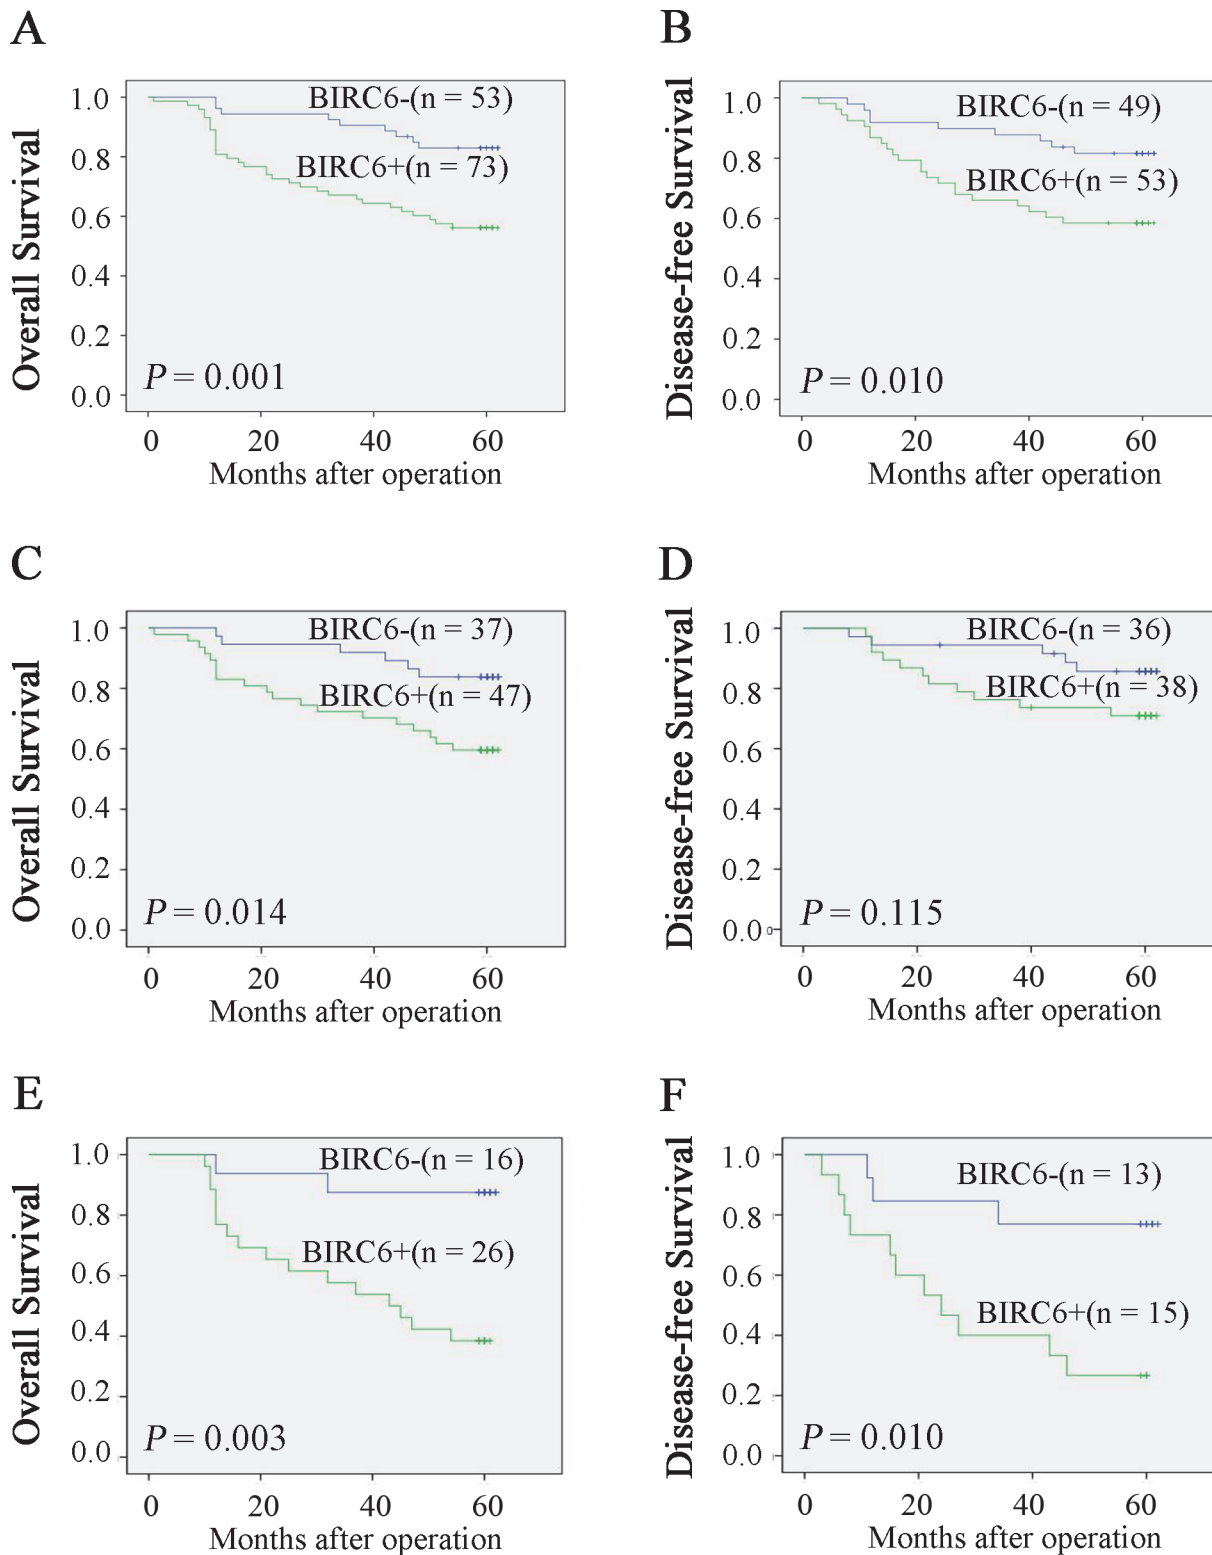 A
Overall Survival
1.0
0.8
0.6
0.4
0.2
0.0
BIRC6-(n = 53)
BIRC6+(n = 73)
P = 0.001
0 20 40 60
Months after operation
B
Disease-free Survival
1.0
0.8
0.6
0.4
0.2
0.0
BIRC6-(n = 49)
BIRC6+(n = 53)
P = 0.010
0 20 40 60
Months after operation
C
Overall Survival
1.0
0.8
0.6
0.4
0.2
0.0
BIRC6-(n = 37)
BIRC6+(n = 47)
P = 0.014
0 20 40 60
Months after operation
D
Disease-free Survival
1.0
0.8
0.6
0.4
0.2
0.0
BIRC6-(n = 36)
BIRC6+(n = 38)
P = 0.115
0 20 40 60
Months after operation
E
Overall Survival
1.0
0.8
0.6
0.4
0.2
0.0
BIRC6-(n = 16)
BIRC6+(n = 26)
P = 0.003
0 20 40 60
Months after operation
F
Disease-free Survival
1.0
0.8
0.6
0.4
0.2
0.0
BIRC6-(n = 13)
BIRC6+(n = 15)
P = 0.010
0 20 40 60
Months after operation